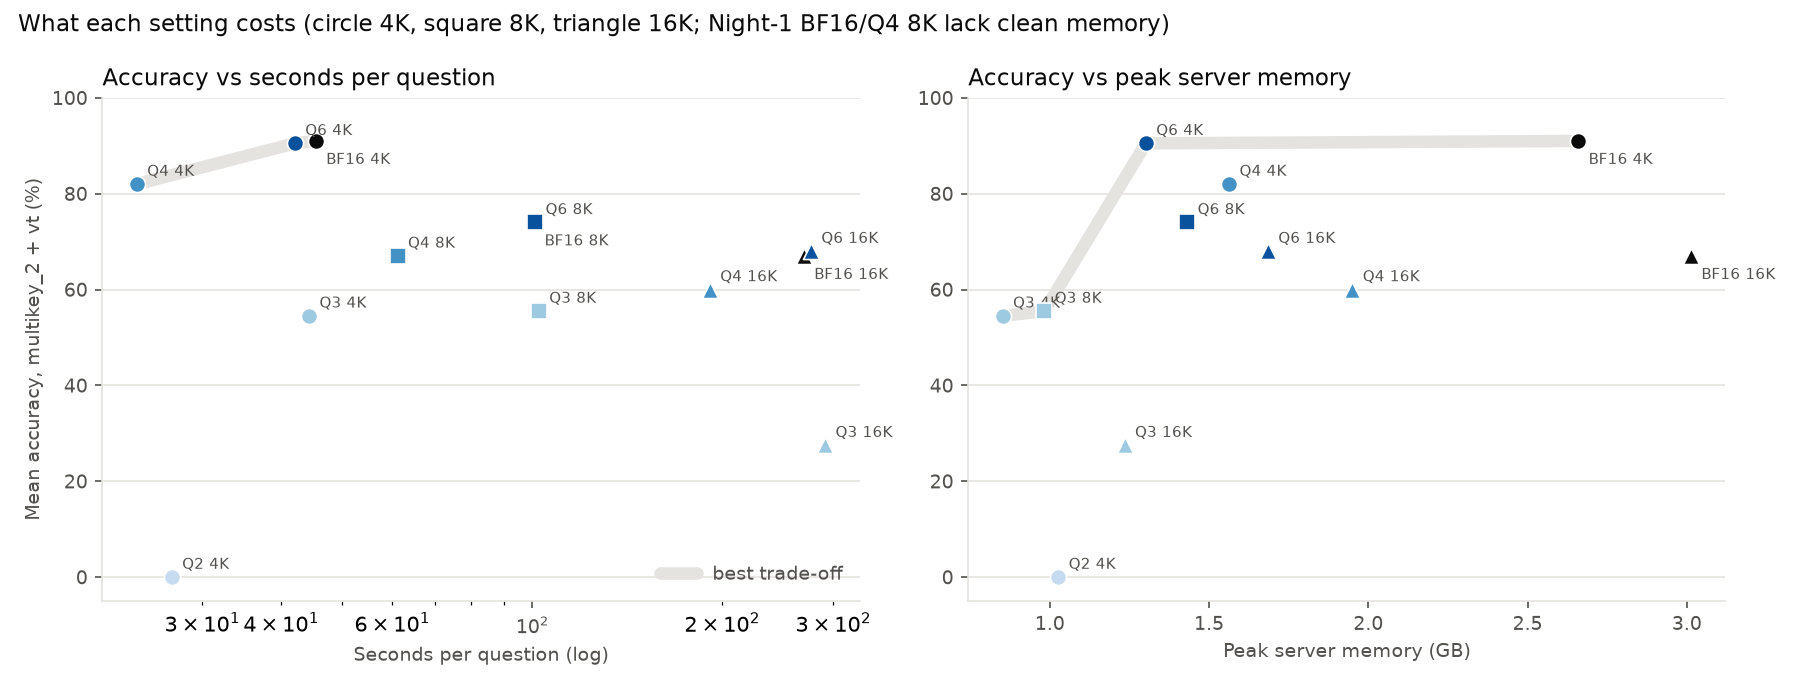 What each setting costs (circle 4K, square 8K, triangle 16K; Night-1 BF16/Q4 8K lack clean memory)
Accuracy vs seconds per question
100
80
60
40
20
0
Mean accuracy, multikey_2 + vt (%)
Q6 4K
BF16 4K
Q4 4K
Q6 8K
BF16 8K
Q4 8K
Q6 16K
BF16 16K
Q4 16K
Q3 4K
Q3 8K
Q3 16K
Q2 4K
best trade-off
3 × 10¹ 4 × 10¹ 6 × 10¹ 10² 2 × 10² 3 × 10²
Seconds per question (log)
Accuracy vs peak server memory
100
80
60
40
20
0
Q6 4K
BF16 4K
Q4 4K
Q6 8K
Q6 16K
BF16 16K
Q4 16K
Q3 4K
Q3 8K
Q3 16K
Q2 4K
1.0 1.5 2.0 2.5 3.0
Peak server memory (GB)